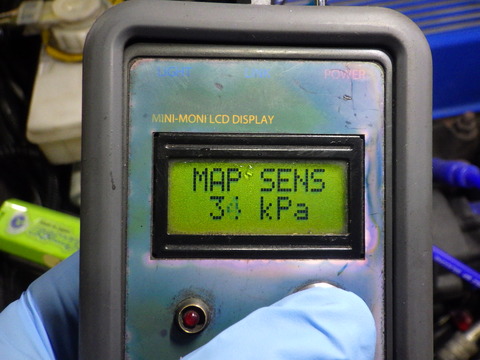 POWER
MINI-MONI LCD DISPLAY
MAP SENS
34 kPa